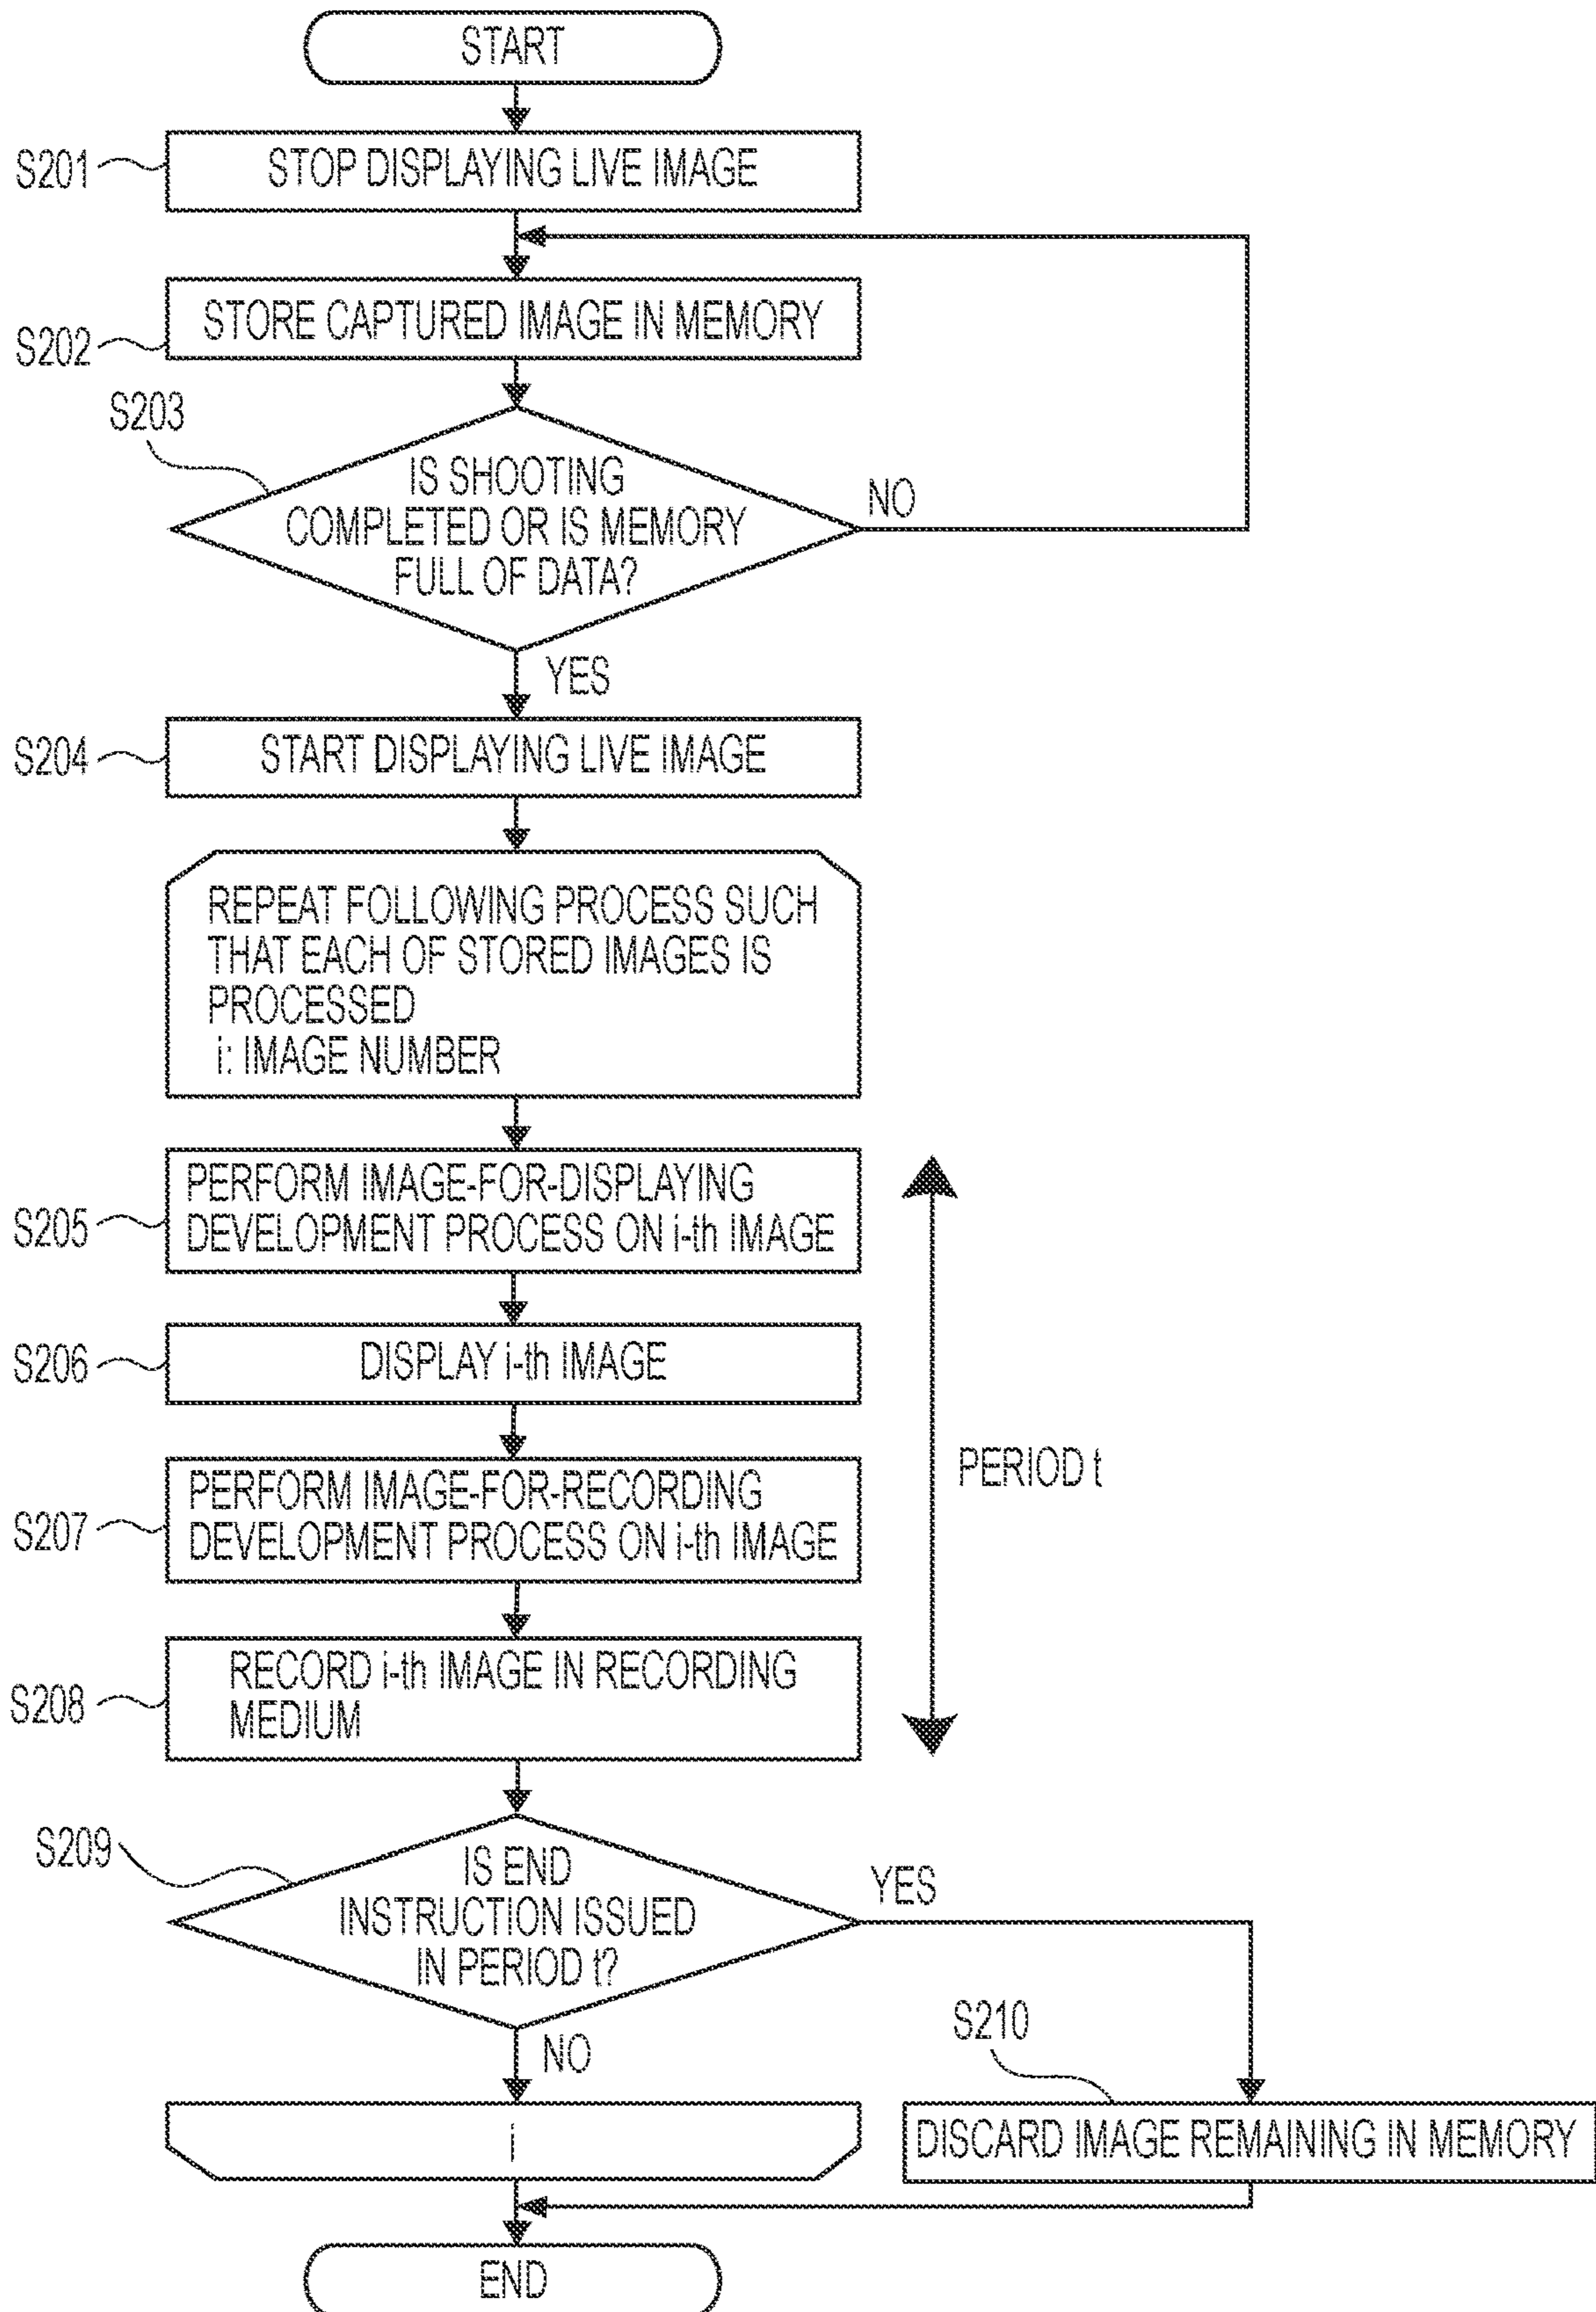 START
S201
STOP DISPLAYING LIVE IMAGE
S202
STORE CAPTURED IMAGE IN MEMORY
S203
IS SHOOTING
COMPLETED OR IS MEMORY
FULL OF DATA?
NO
YES
S204
START DISPLAYING LIVE IMAGE
REPEAT FOLLOWING PROCESS SUCH
THAT EACH OF STORED IMAGES IS
PROCESSED
i: IMAGE NUMBER
S205
PERFORM IMAGE-FOR-DISPLAYING
DEVELOPMENT PROCESS ON i-th IMAGE
S206
DISPLAY i-th IMAGE
PERIOD t
S207
PERFORM IMAGE-FOR-RECORDING
DEVELOPMENT PROCESS ON i-th IMAGE
S208
RECORD i-th IMAGE IN RECORDING
MEDIUM
S209
IS END
INSTRUCTION ISSUED
IN PERIOD t?
YES
NO
S210
i
DISCARD IMAGE REMAINING IN MEMORY
END